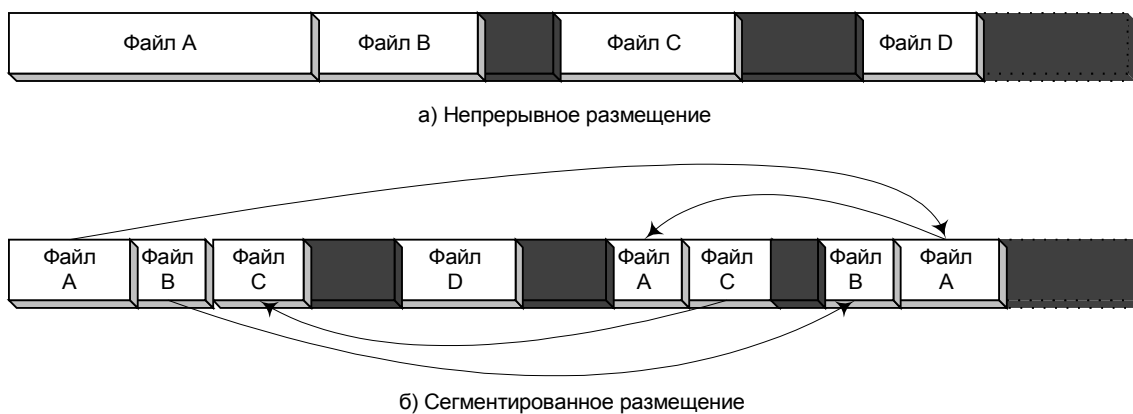 Файл A
Файл B
Файл C
Файл D
а) Непрерывное размещение
Файл
A
Файл
B
Файл
C
Файл
D
Файл
A
Файл
C
Файл
B
Файл
A
б) Сегментированное размещение